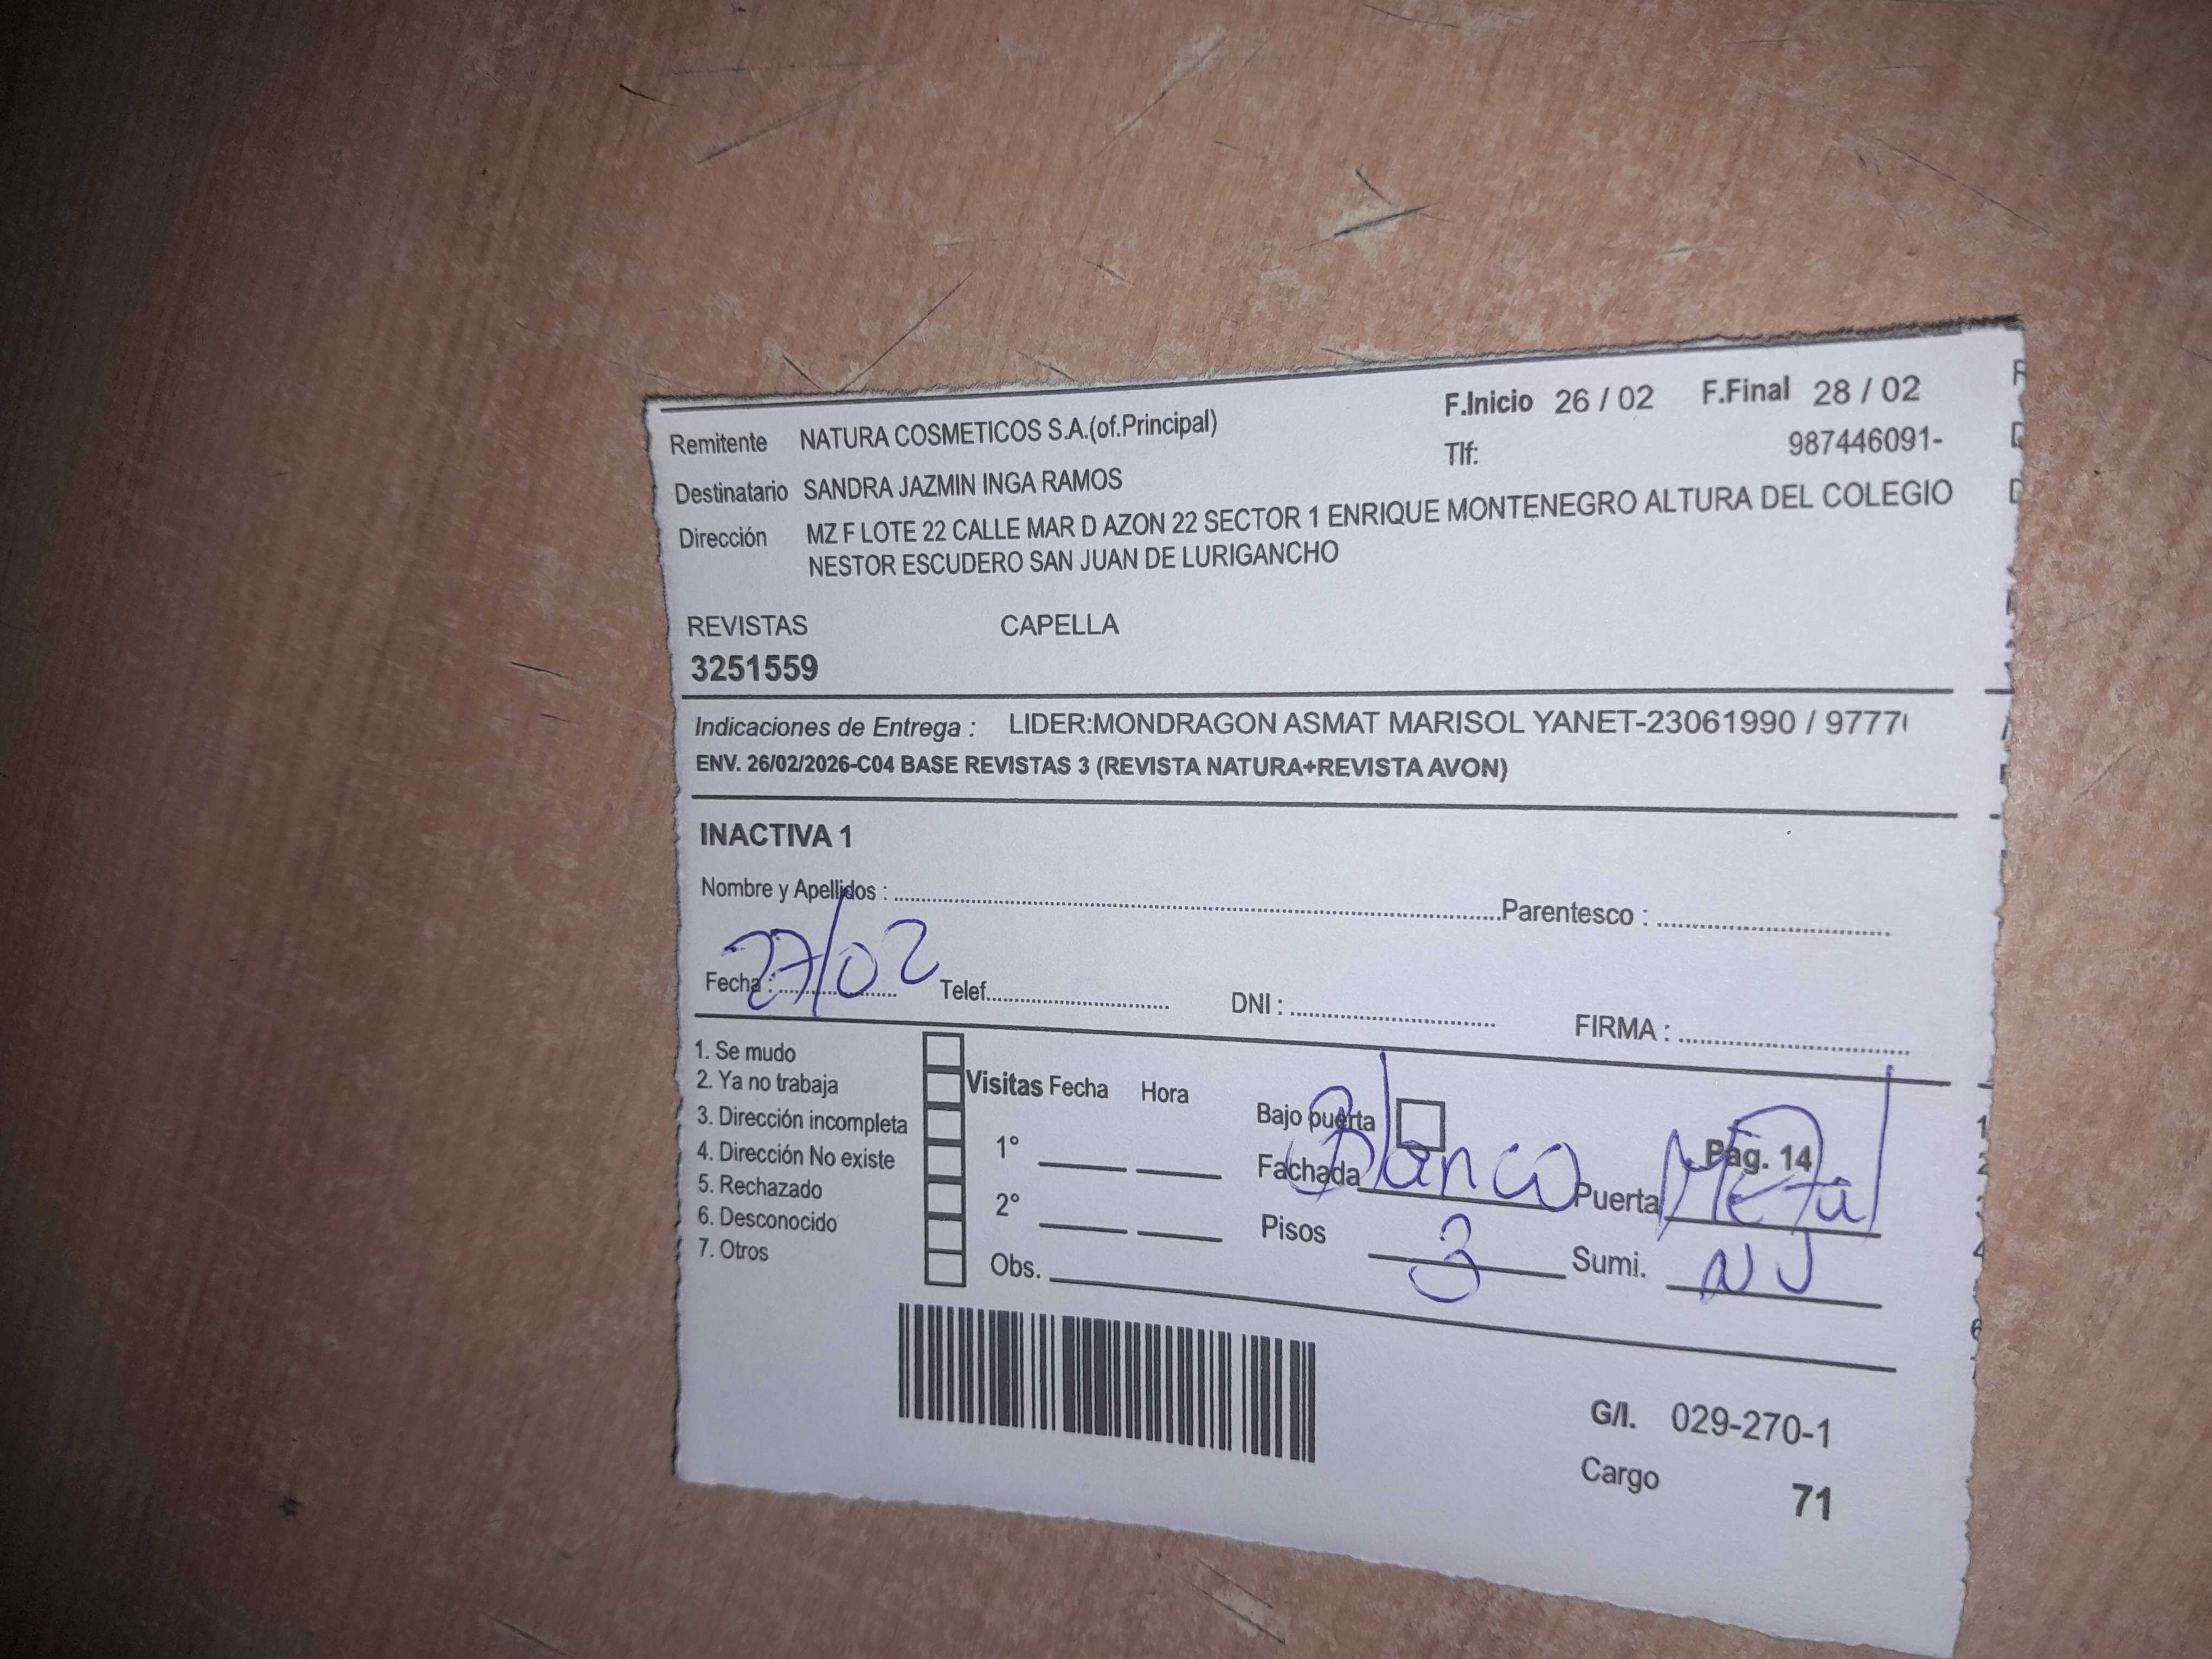 F.Inicio 26 / 02 F.Final 28 / 02
Remitente NATURA COSMETICOS S.A.(of.Principal)
Tlf: 987446091-
Destinatario SANDRA JAZMIN INGA RAMOS
Dirección MZ F LOTE 22 CALLE MAR D AZON 22 SECTOR 1 ENRIQUE MONTENEGRO ALTURA DEL COLEGIO
NESTOR ESCUDERO SAN JUAN DE LURIGANCHO
REVISTAS CAPELLA
3251559
Indicaciones de Entrega : LIDER:MONDRAGON ASMAT MARISOL YANET-23061990 / 9777
ENV. 26/02/2026-C04 BASE REVISTAS 3 (REVISTA NATURA+REVISTA AVON)
INACTIVA 1
Nombre y Apellidos : Parentesco :
Fecha : 27/02 Telef. DNI : FIRMA :
1. Se mudo
2. Ya no trabaja
3. Dirección incompleta
4. Dirección No existe
5. Rechazado
6. Desconocido
7. Otros
Visitas Fecha Hora
1°
2°
Obs.
Bajo puerta
Pág. 14
Fachada Blanco Puerta Metal
Pisos 3 Sumi. NJ
G/I. 029-270-1
Cargo 71